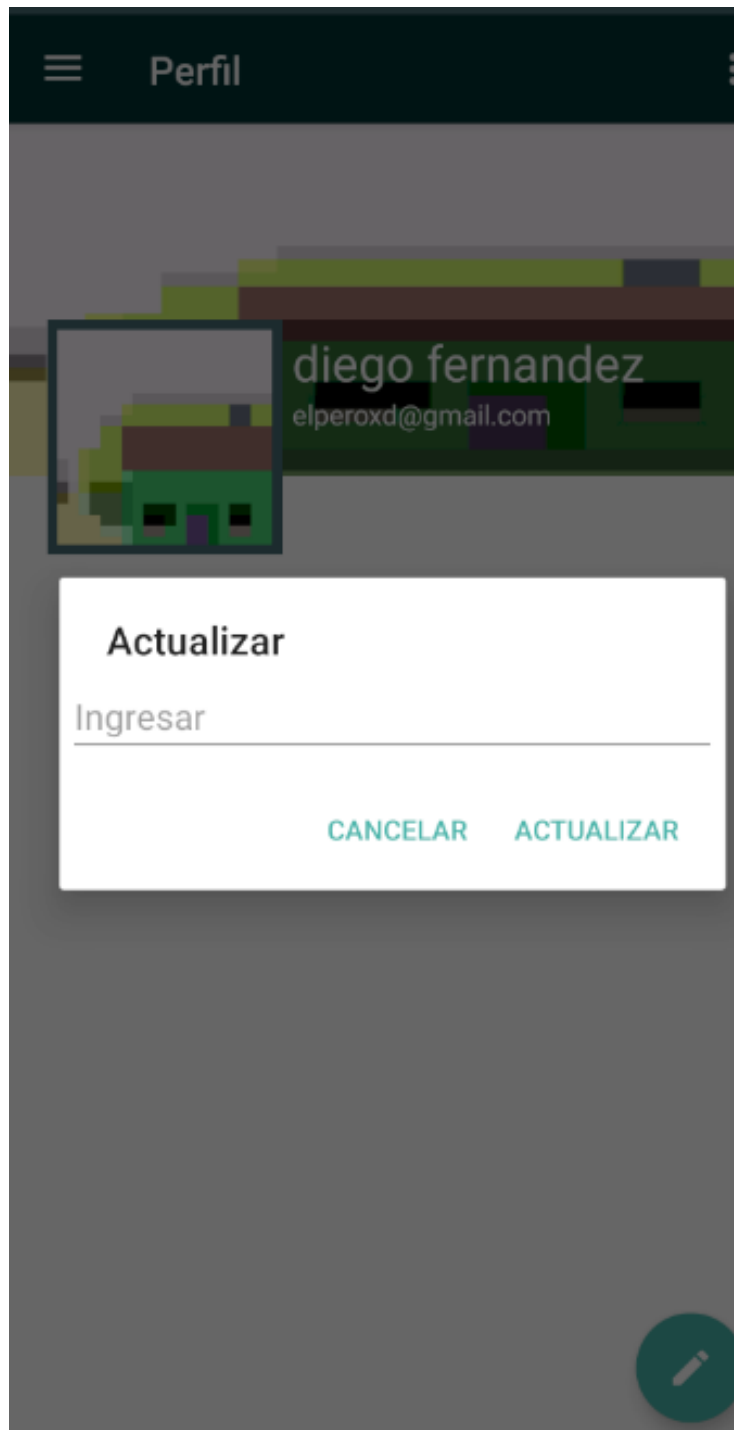 Perfil
diego fernandez
elperoxd@gmail.com
Actualizar
Ingresar
CANCELAR ACTUALIZAR